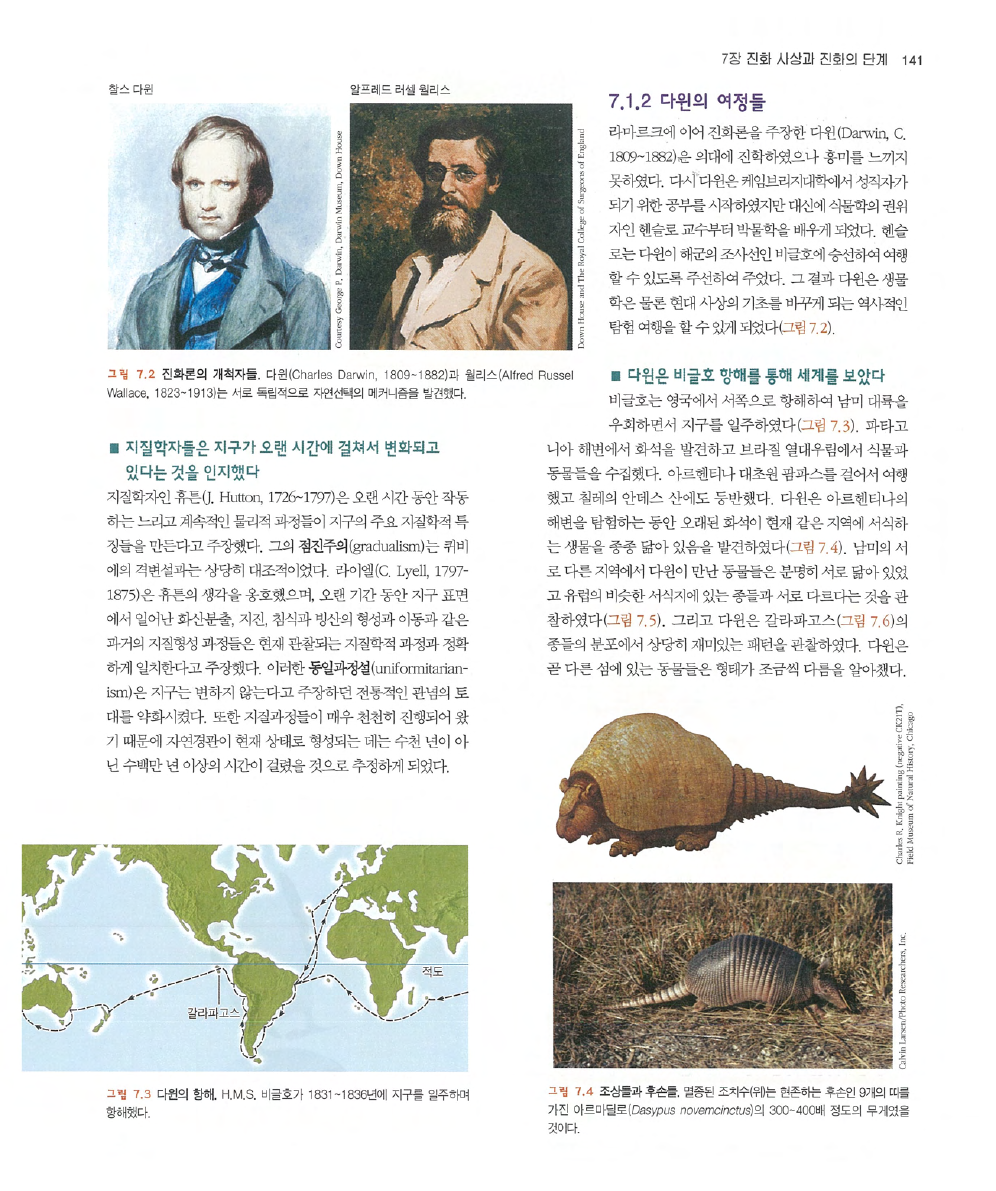 7장 진화 사상과 진화의 단계 141
찰스 다윈
알프레드 러셀 월리스
Courtesy George P. Darwin, Darwin Museum, Down House
Down House and The Royal College of Surgeons of England
그림 7.2 진화론의 개척자들. 다윈(Charles Darwin, 1809~1882)과 월리스(Alfred Russel
Wallace, 1823~1913)는 서로 독립적으로 자연선택의 메커니즘을 발견했다.
■ 지질학자들은 지구가 오랜 시간에 걸쳐서 변화되고
있다는 것을 인지했다
지질학자인 휴튼(J. Hutton, 1726~1797)은 오랜 시간 동안 작동
하는 느리고 계속적인 물리적 과정들이 지구의 주요 지질학적 특
징들을 만든다고 주장했다. 그의 점진주의(gradualism)는 퀴비
에의 격변설과는 상당히 대조적이었다. 라이엘(C. Lyell, 1797-
1875)은 휴튼의 생각을 옹호했으며, 오랜 기간 동안 지구 표면
에서 일어난 화산분출, 지진, 침식과 빙산의 형성과 이동과 같은
과거의 지질형성 과정들은 현재 관찰되는 지질학적 과정과 정확
하게 일치한다고 주장했다. 이러한 동일과정설(uniformitarian-
ism)은 지구는 변하지 않는다고 주장하던 전통적인 관념의 토
대를 약화시켰다. 또한 지질과정들이 매우 천천히 진행되어 왔
기 때문에 자연경관이 현재 상태로 형성되는 데는 수천 년이 아
닌 수백만 년 이상의 시간이 걸렸을 것으로 추정하게 되었다.
적도
갈라파고스
그림 7.3 다윈의 항해. H.M.S. 비글호가 1831~1836년에 지구를 일주하며
항해했다.
7.1.2 다윈의 여정들
라마르크에 이어 진화론을 주장한 다윈(Darwin, C.
1809~1882)은 의대에 진학하였으나 흥미를 느끼지
못하였다. 다시 다윈은 케임브리지대학에서 성직자가
되기 위한 공부를 시작하였지만 대신에 식물학의 권위
자인 헨슬로 교수부터 박물학을 배우게 되었다. 헨슬
로는 다윈이 해군의 조사선인 비글호에 승선하여 여행
할 수 있도록 주선하여 주었다. 그 결과 다윈은 생물
학은 물론 현대 사상의 기초를 바꾸게 되는 역사적인
탐험 여행을 할 수 있게 되었다(그림 7.2).
■ 다윈은 비글호 항해를 통해 세계를 보았다
비글호는 영국에서 서쪽으로 항해하여 남미 대륙을
우회하면서 지구를 일주하였다(그림 7.3). 파타고
니아 해변에서 화석을 발견하고 브라질 열대우림에서 식물과
동물들을 수집했다. 아르헨티나 대초원 팜파스를 걸어서 여행
했고 칠레의 안데스 산에도 등반했다. 다윈은 아르헨티나의
해변을 탐험하는 동안 오래된 화석이 현재 같은 지역에 서식하
는 생물을 종종 닮아 있음을 발견하였다(그림 7.4). 남미의 서
로 다른 지역에서 다윈이 만난 동물들은 분명히 서로 닮아 있었
고 유럽의 비슷한 서식지에 있는 종들과 서로 다르다는 것을 관
찰하였다(그림 7.5). 그리고 다윈은 갈라파고스(그림 7.6)의
종들의 분포에서 상당히 재미있는 패턴을 관찰하였다. 다윈은
곧 다른 섬에 있는 동물들은 형태가 조금씩 다름을 알아챘다.
Charles R. Knight painting (negative CK21T),
Field Museum of Natural History, Chicago
Calvin Larsen/Photo Researchers, Inc.
그림 7.4 조상들과 후손들. 멸종된 조치수(위)는 현존하는 후손인 9개의 띠를
가진 아르마딜로(Dasypus novemcinctus)의 300~400배 정도의 무게였을
것이다.